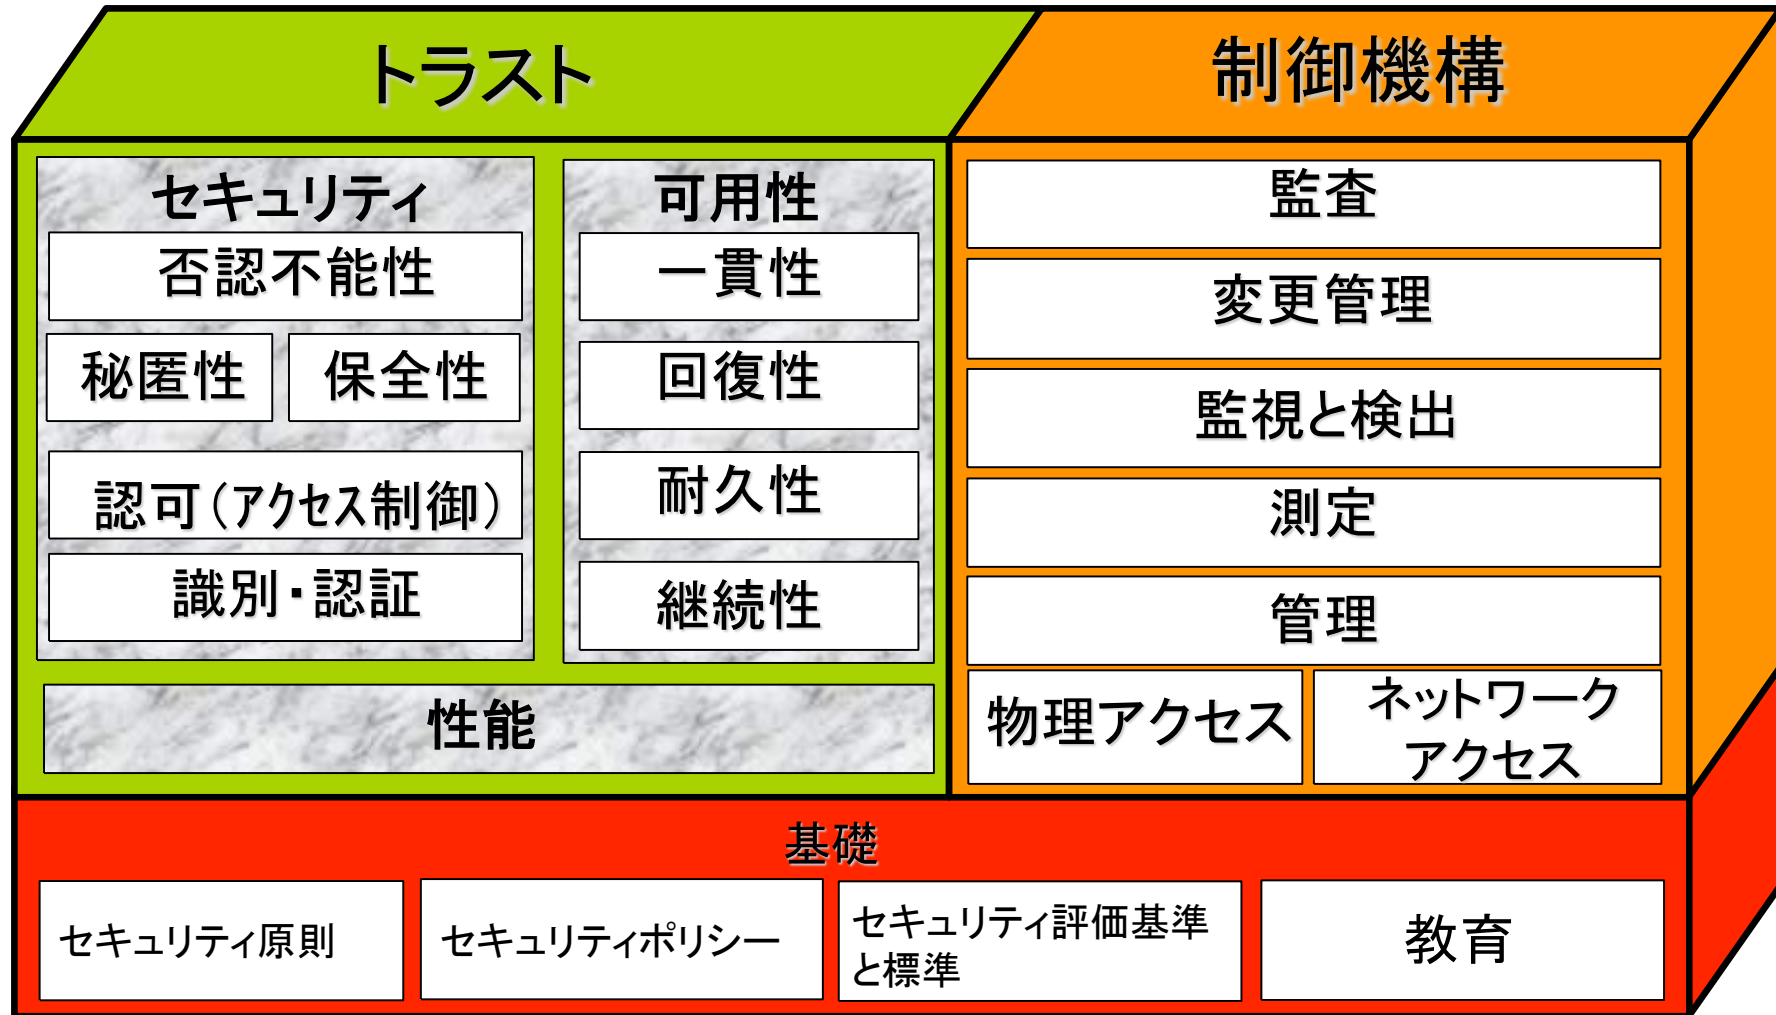 トラスト
制御機構
セキュリティ
否認不能性
秘匿性
保全性
認可(アクセス制御)
識別・認証
可用性
一貫性
回復性
耐久性
継続性
性能
監査
変更管理
監視と検出
測定
管理
物理アクセス
ネットワーク
アクセス
基礎
セキュリティ原則
セキュリティポリシー
セキュリティ評価基準
と標準
教育